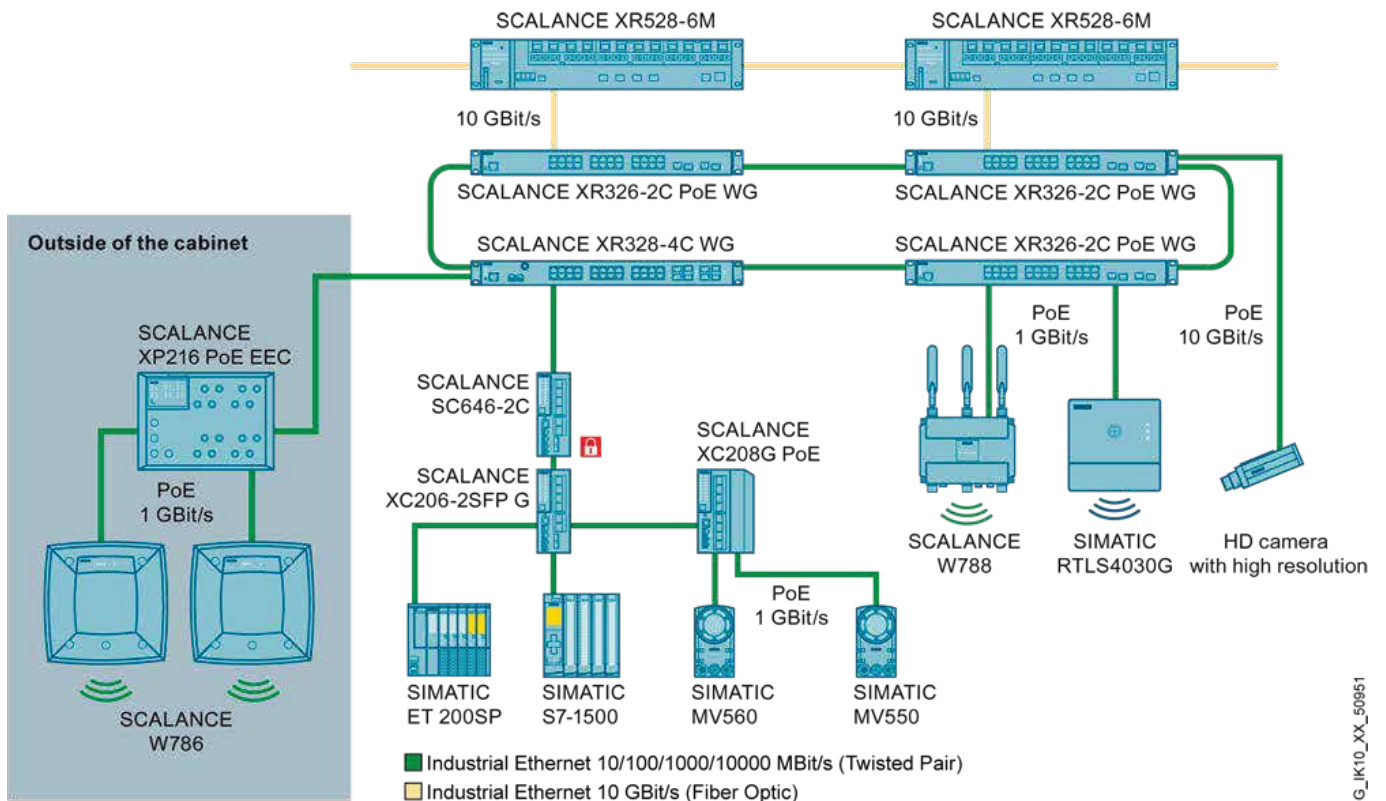 SCALANCE XR528-6M
SCALANCE XR528-6M
10 GBit/s
10 GBit/s
SCALANCE XR326-2C PoE WG
SCALANCE XR326-2C PoE WG
Outside of the cabinet
SCALANCE XR328-4C WG
SCALANCE XR326-2C PoE WG
SCALANCE
XP216 PoE EEC
PoE
1 GBit/s
PoE
10 GBit/s
SCALANCE
SC646-2C
SCALANCE
XC208G PoE
SCALANCE
XC206-2SFP G
PoE
1 GBit/s
SCALANCE
W788
SIMATIC
RTLS4030G
HD camera
with high resolution
PoE
1 GBit/s
SIMATIC
ET 200SP
SIMATIC
S7-1500
SIMATIC
MV560
SIMATIC
MV550
SCALANCE
W786
Industrial Ethernet 10/100/1000/10000 MBit/s (Twisted Pair)
Industrial Ethernet 10 GBit/s (Fiber Optic)
G_IK10_XX_50951